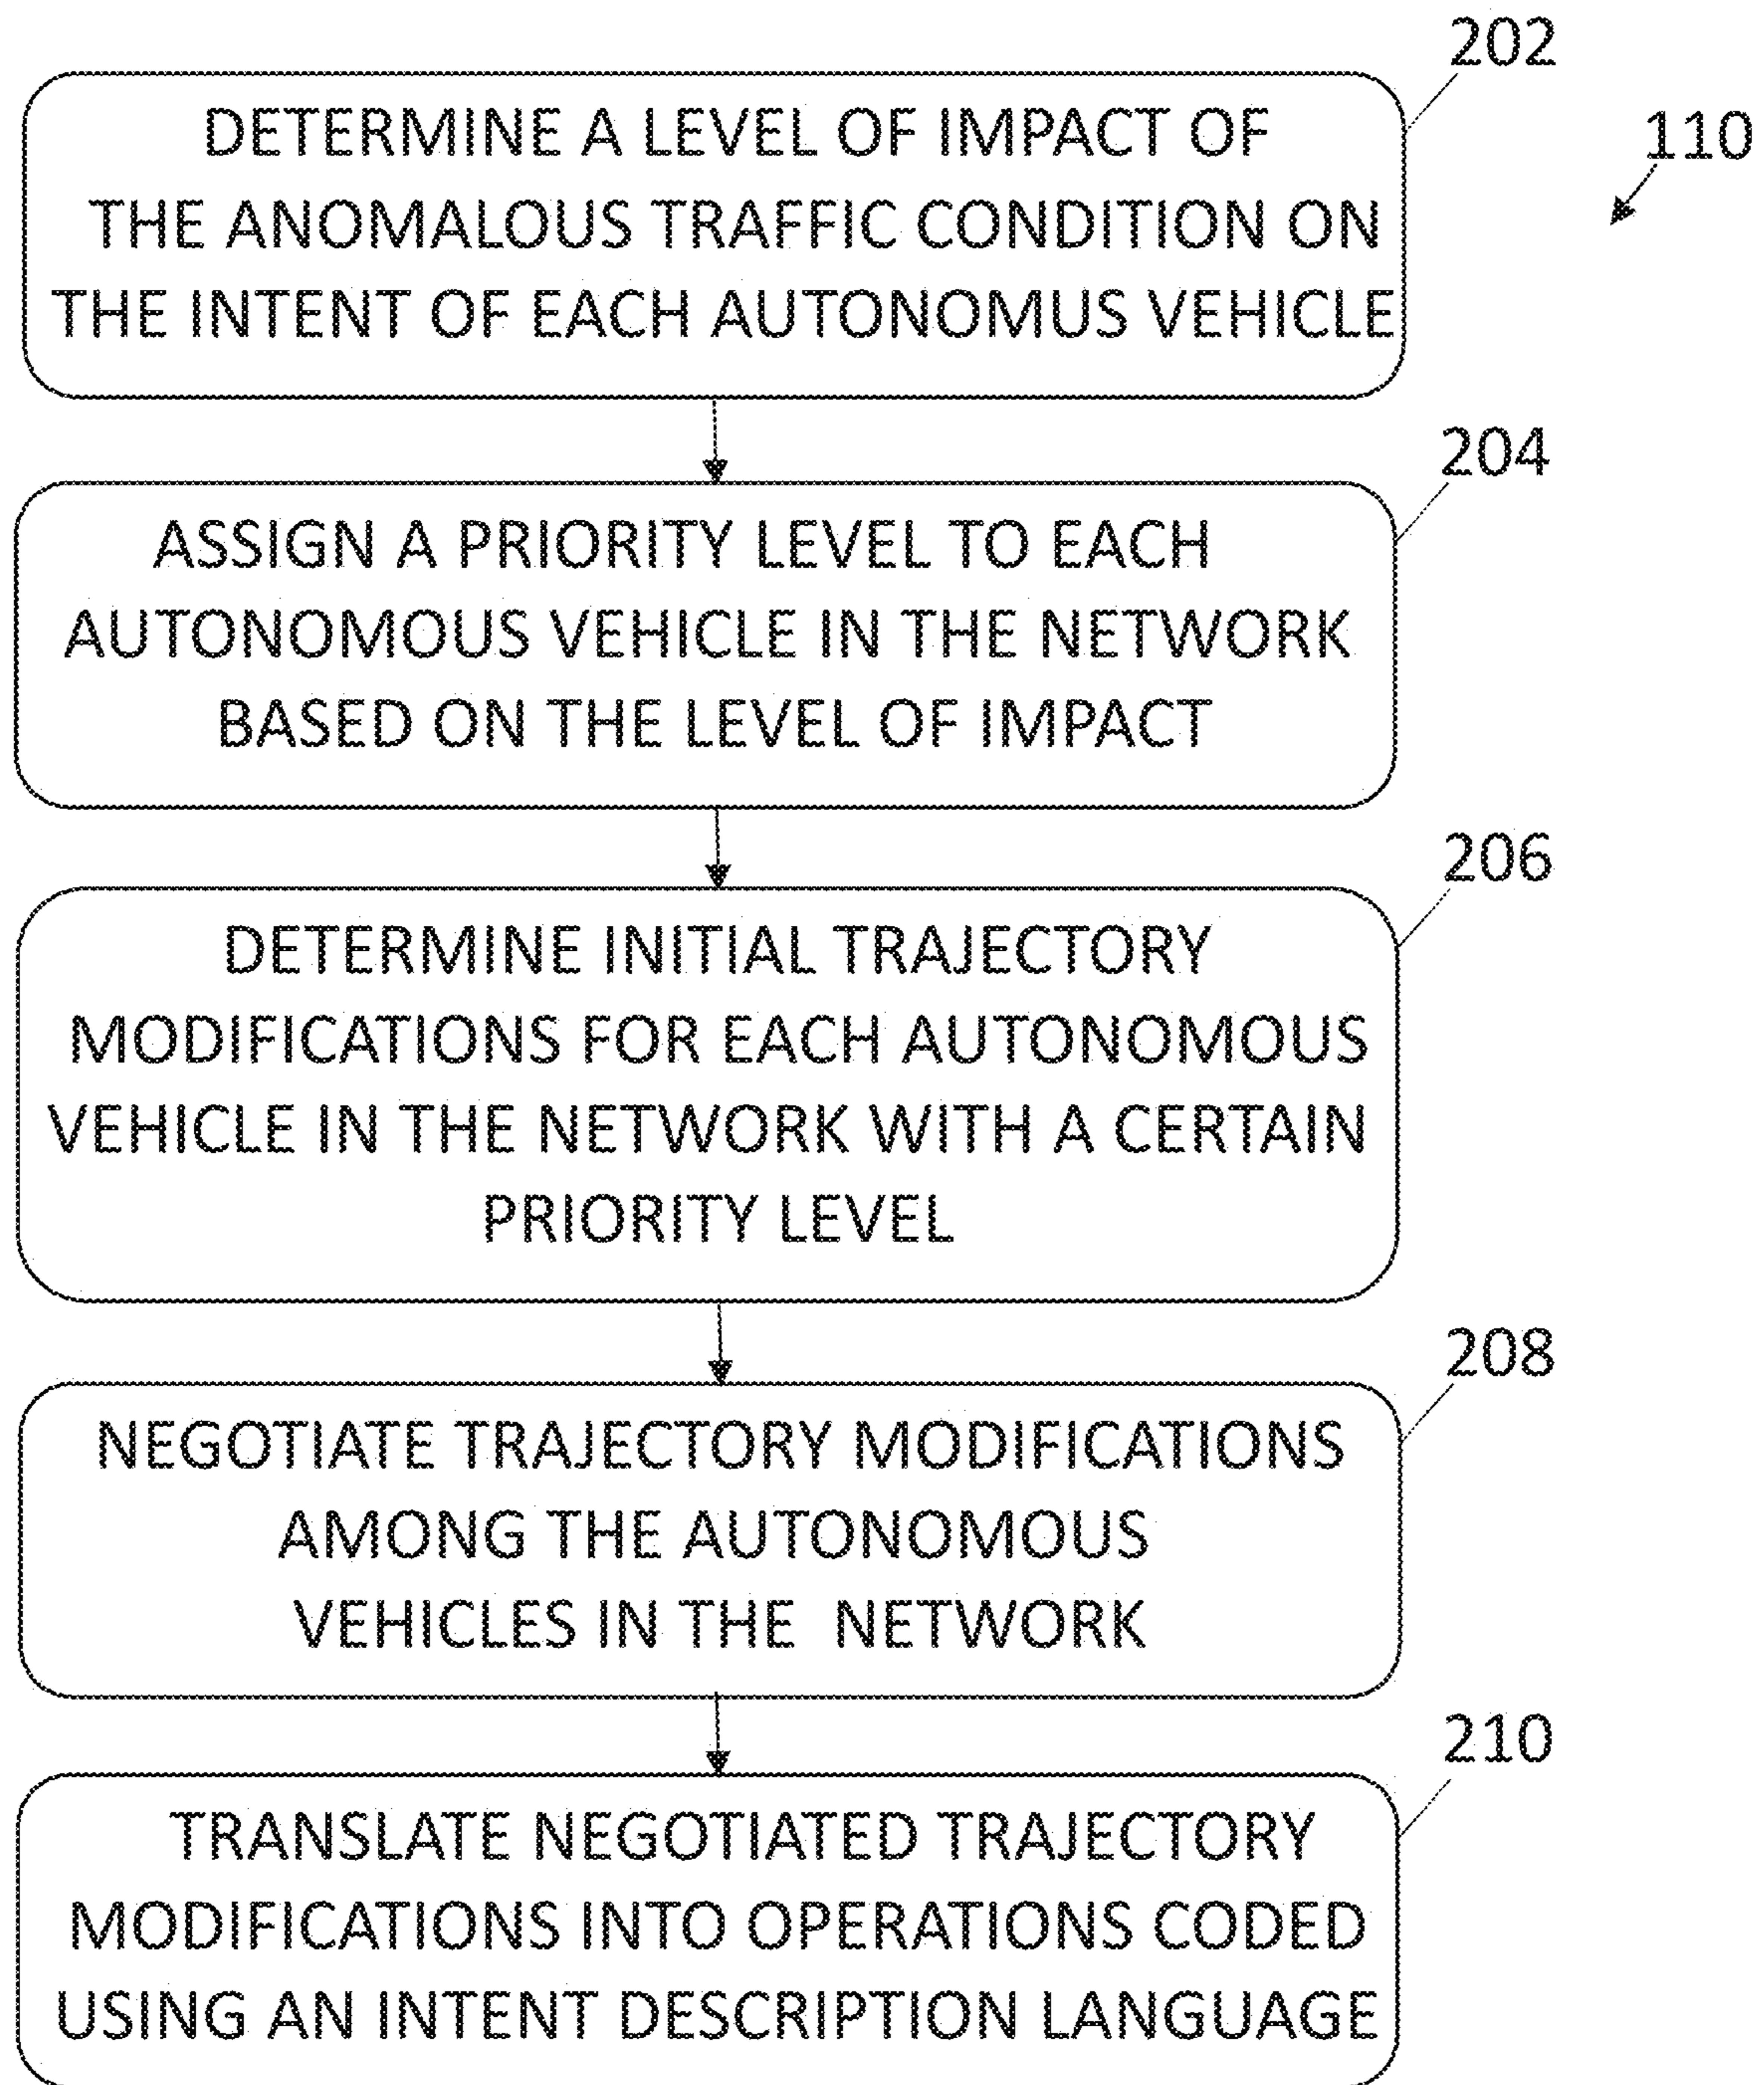 202
110
DETERMINE A LEVEL OF IMPACT OF
THE ANOMALOUS TRAFFIC CONDITION ON
THE INTENT OF EACH AUTONOMUS VEHICLE
204
ASSIGN A PRIORITY LEVEL TO EACH
AUTONOMOUS VEHICLE IN THE NETWORK
BASED ON THE LEVEL OF IMPACT
206
DETERMINE INITIAL TRAJECTORY
MODIFICATIONS FOR EACH AUTONOMOUS
VEHICLE IN THE NETWORK WITH A CERTAIN
PRIORITY LEVEL
208
NEGOTIATE TRAJECTORY MODIFICATIONS
AMONG THE AUTONOMOUS
VEHICLES IN THE NETWORK
210
TRANSLATE NEGOTIATED TRAJECTORY
MODIFICATIONS INTO OPERATIONS CODED
USING AN INTENT DESCRIPTION LANGUAGE